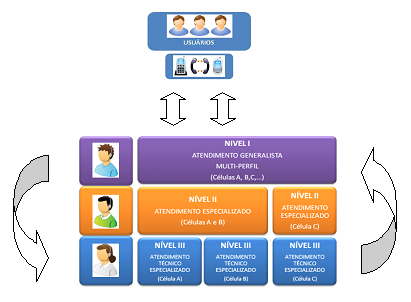 USUÁRIOS
NIVEL I
ATENDIMENTO GENERALISTA
MULTI-PERFIL
(Células A, B,C,...)
NÍVEL II
ATENDIMENTO ESPECIALIZADO
(Células A e B)
NÍVEL II
ATENDIMENTO
ESPECIALIZADO
(Célula C)
NÍVEL III
ATENDIMENTO
TÉCNICO
ESPECIALIZADO
(Célula A)
NÍVEL III
ATENDIMENTO
TÉCNICO
ESPECIALIZADO
(Célula B)
NÍVEL III
ATENDIMENTO
TÉCNICO
ESPECIALIZADO
(Célula C)